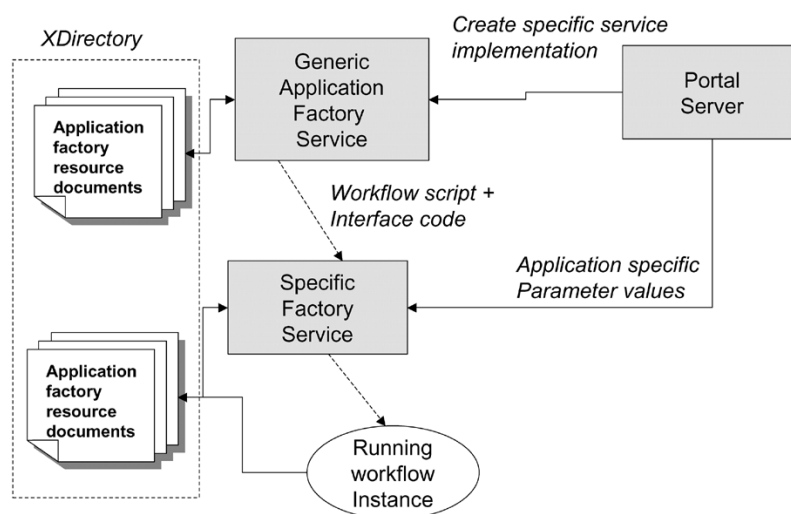 XDirectory
Create specific service
implementation
Generic
Application
Factory
Service
Portal
Server
Application
factory
resource
documents
Workflow script +
Interface code
Specific
Factory
Service
Application specific
Parameter values
Application
factory
resource
documents
Running
workflow
Instance